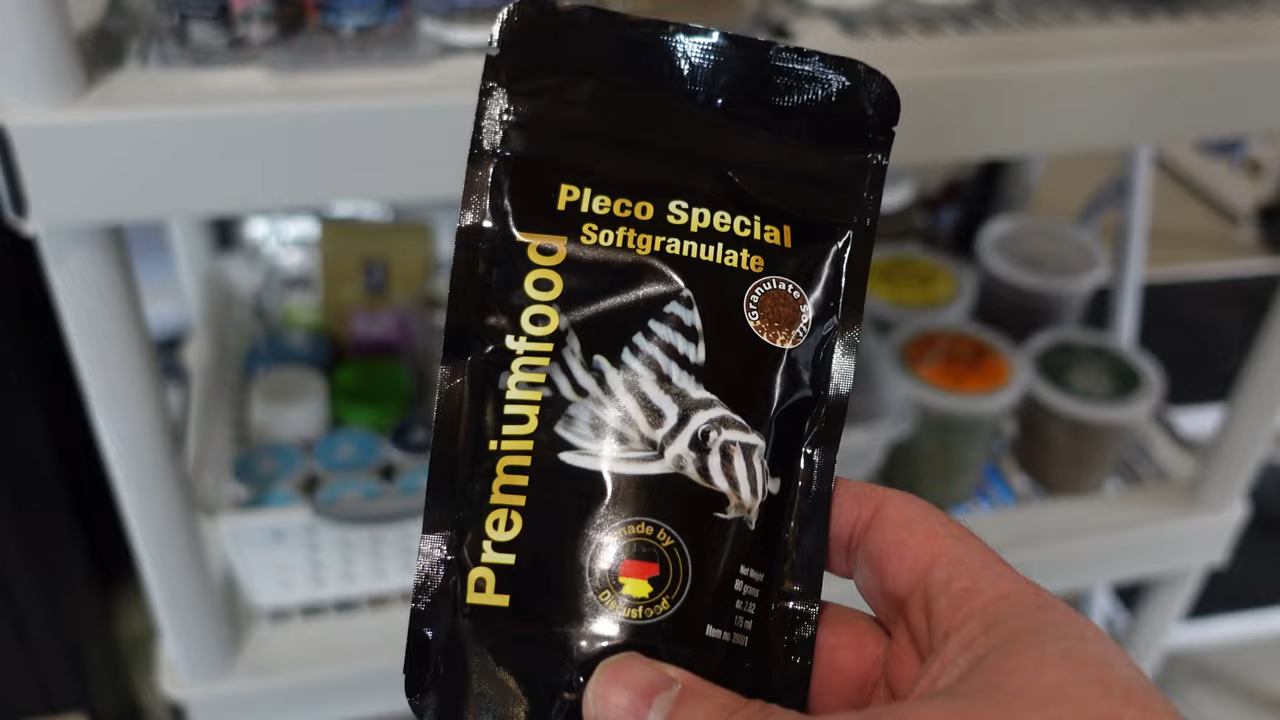 Pleco Special
Softgranulate
Premiumfood
Granulate Soft
made by
Discusfood®
Net Weight
80 grams
oz 2.82
175 ml
Item no 20001